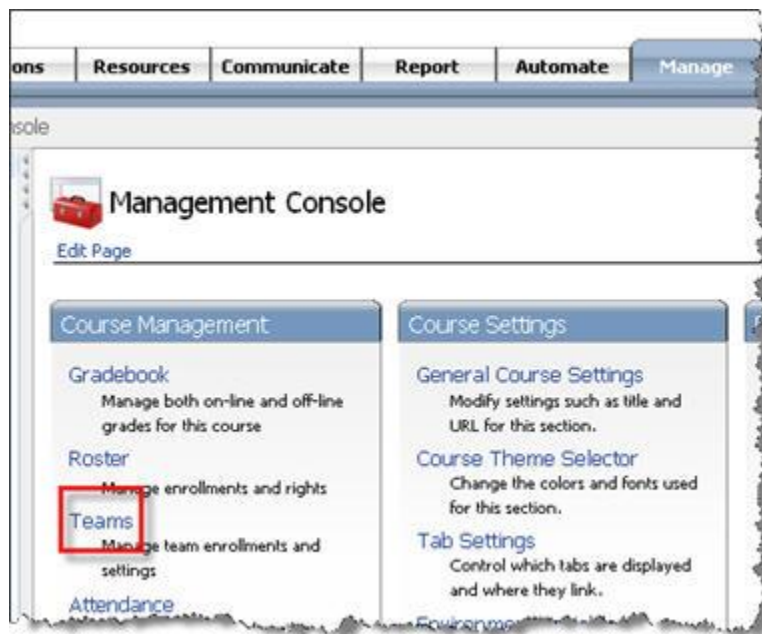 ons Resources Communicate Report Automate Manage
nsole
Management Console
Edit Page
Course Management
Gradebook
Manage both on-line and off-line
grades for this course
Roster
Manage enrollments and rights
Teams
Manage team enrollments and
settings
Attendance
Course Settings
General Course Settings
Modify settings such as title and
URL for this section.
Course Theme Selector
Change the colors and fonts used
for this section.
Tab Settings
Control which tabs are displayed
and where they link.